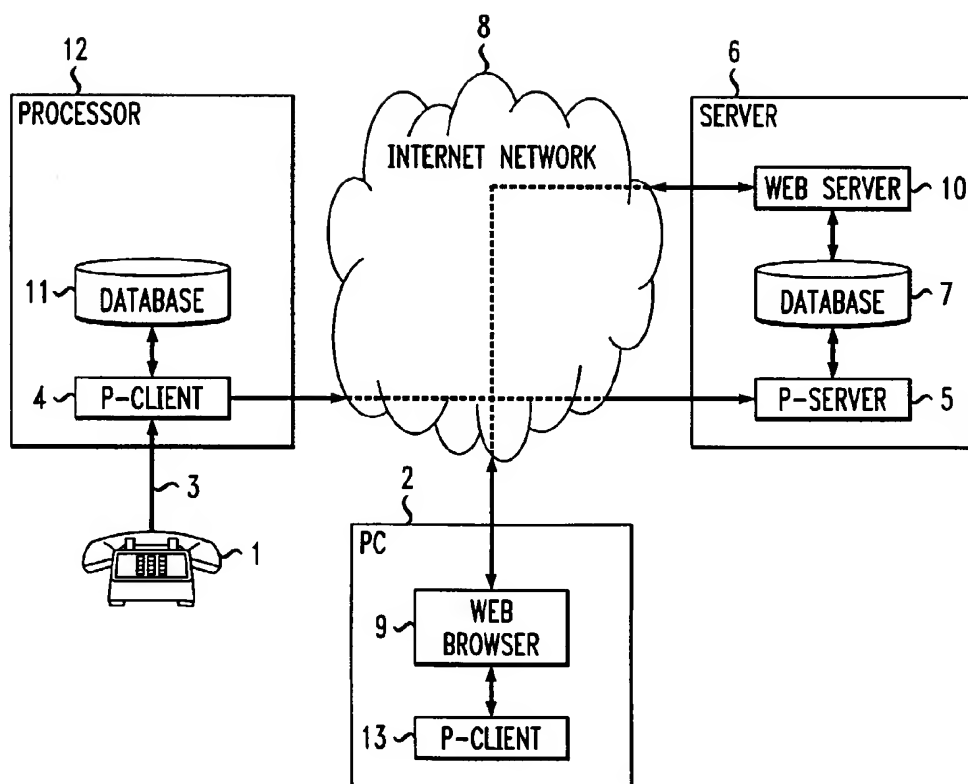 12
8
6
PROCESSOR
INTERNET NETWORK
SERVER
WEB SERVER
10
11
DATABASE
DATABASE
7
4
P-CLIENT
P-SERVER
5
3
2
1
PC
9
WEB
BROWSER
13
P-CLIENT